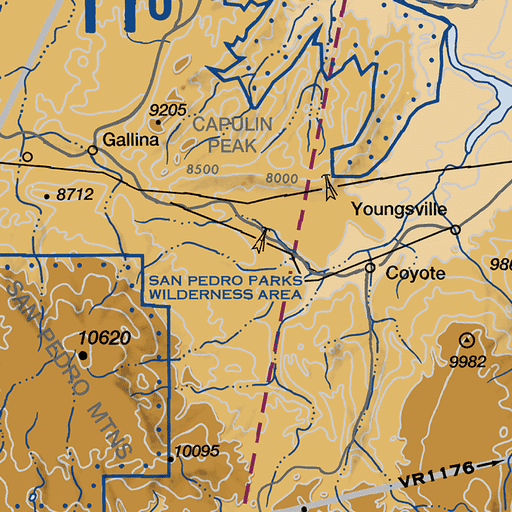 9205
CAPULIN
PEAK
Gallina
8500
8000
8712
Youngsville
Coyote
SAN PEDRO PARKS
WILDERNESS AREA
SAN PEDRO MTNS
10620
9982
10095
VR1176